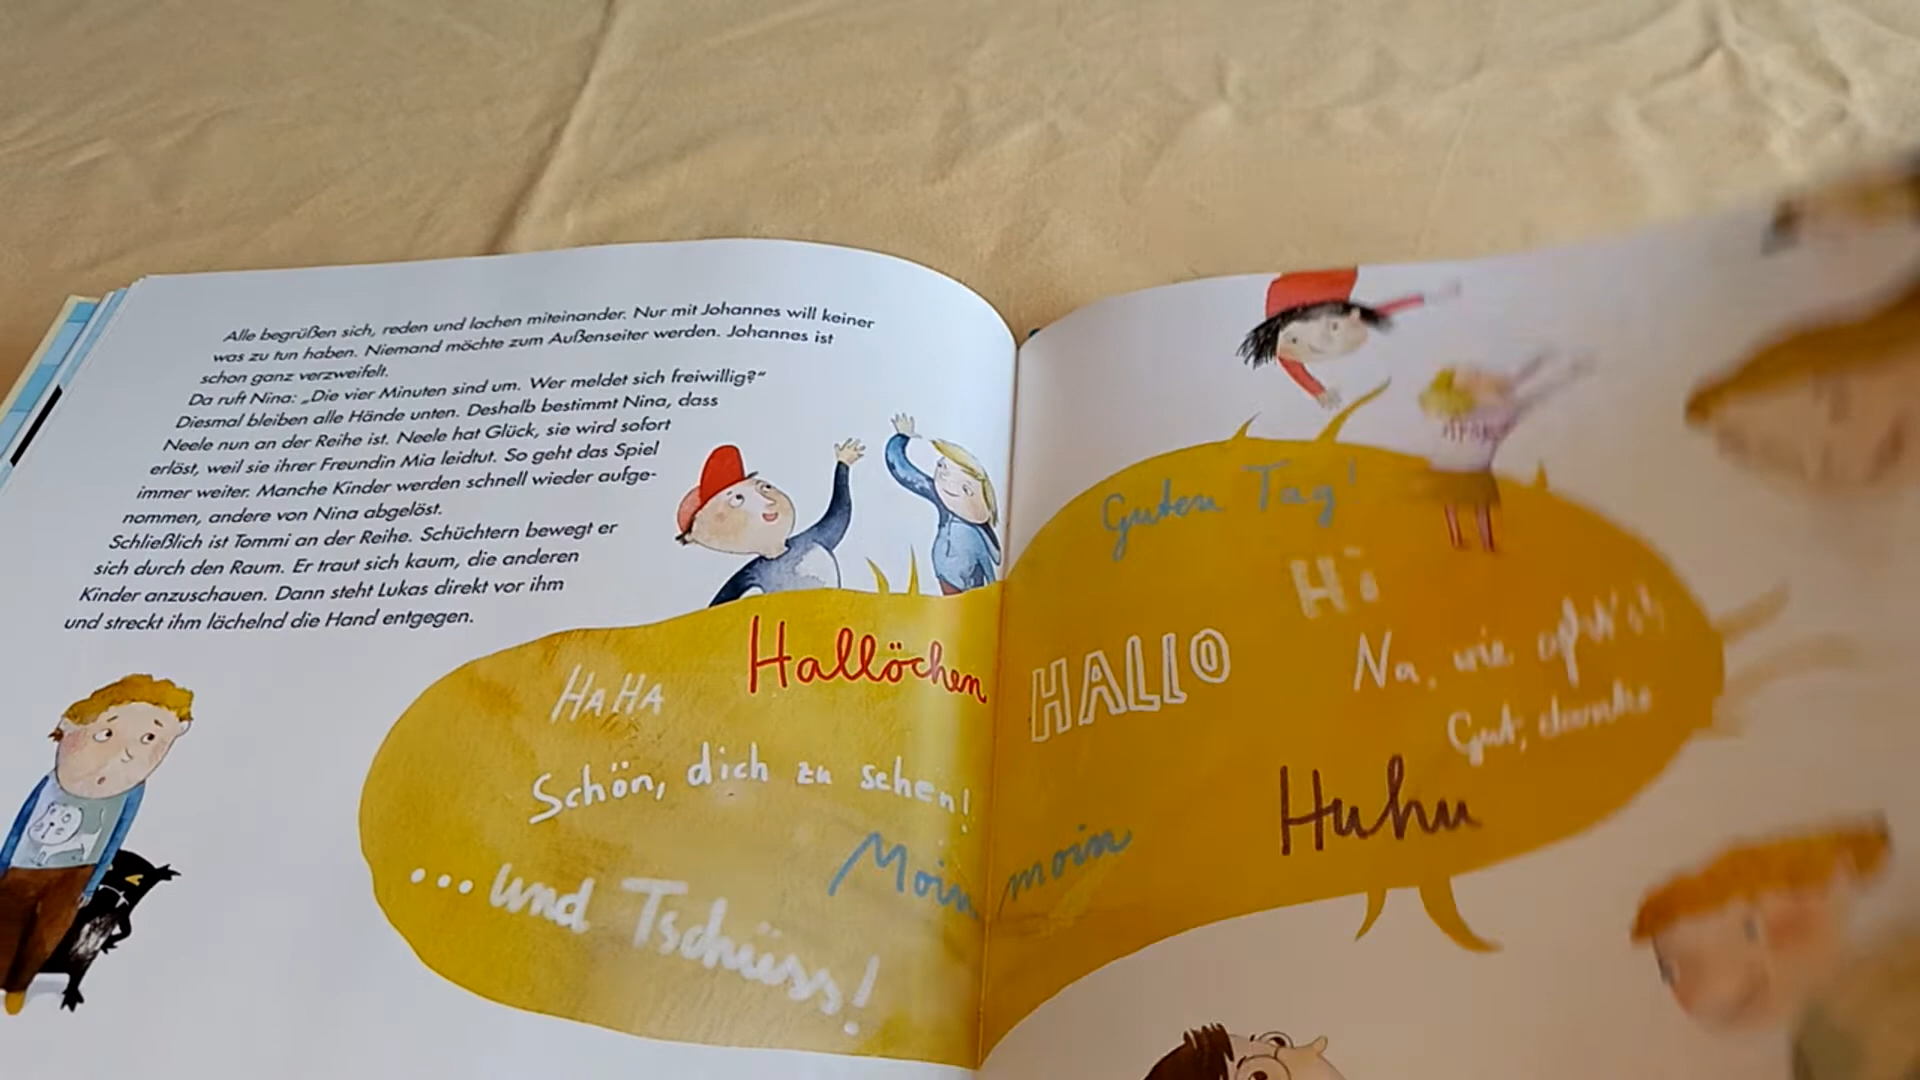 Alle begrüßen sich, reden und lachen miteinander. Nur mit Johannes will keiner
was zu tun haben. Niemand möchte zum Außenseiter werden. Johannes ist
schon ganz verzweifelt.
Da ruft Nina: „Die vier Minuten sind um. Wer meldet sich freiwillig?“
Diesmal bleiben alle Hände unten. Deshalb bestimmt Nina, dass
Neele nun an der Reihe ist. Neele hat Glück, sie wird sofort
erlöst, weil sie ihrer Freundin Mia leidtut. So geht das Spiel
immer weiter. Manche Kinder werden schnell wieder aufge-
nommen, andere von Nina abgelöst.
Schließlich ist Tommi an der Reihe. Schüchtern bewegt er
sich durch den Raum. Er traut sich kaum, die anderen
Kinder anzuschauen. Dann steht Lukas direkt vor ihm
und streckt ihm lächelnd die Hand entgegen.
HAHA
Hallöchen
Schön, dich zu sehen!
Moin moin
...und Tschüss!
Guten Tag!
Hi
HALLO
Na, wie
Gut, danke
Huhu